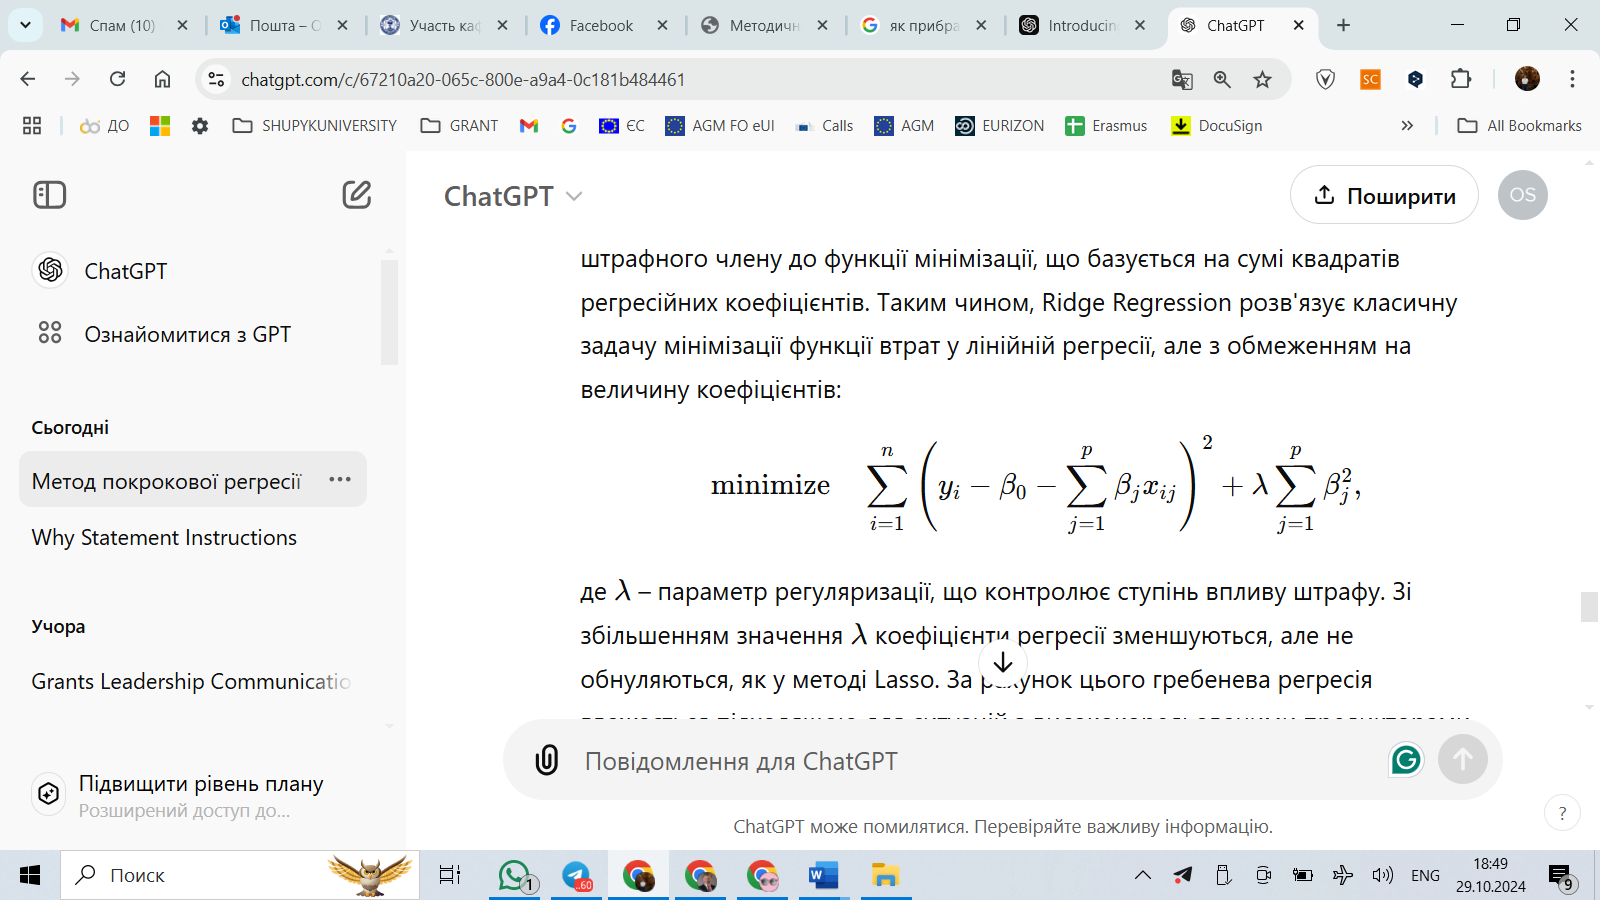 Спам (10)
Пошта – О
Участь каф
Facebook
Методичн
як прибра
Introducin
ChatGPT
chatgpt.com/c/67210a20-065c-800e-a9a4-0c181b484461
SC
ДО
SHUPYKUNIVERSITY
GRANT
ЄС
AGM FO eUI
Calls
AGM
EURIZON
Erasmus
DocuSign
All Bookmarks
ChatGPT
Поширити
OS
ChatGPT
Ознайомитися з GPT
Сьогодні
Метод покрокової регресії
Why Statement Instructions
Учора
Grants Leadership Communicatio
Підвищити рівень плану
Розширений доступ до...
штрафного члену до функції мінімізації, що базується на сумі квадратів
регресійних коефіцієнтів. Таким чином, Ridge Regression розв'язує класичну
задачу мінімізації функції втрат у лінійній регресії, але з обмеженням на
величину коефіцієнтів:
minimize ∑_{i=1}^{n} (y_i − β_0 − ∑_{j=1}^{p} β_j x_{ij})^2 + λ ∑_{j=1}^{p} β_j^2,
де λ – параметр регуляризації, що контролює ступінь впливу штрафу. Зі
збільшенням значення λ коефіцієнти регресії зменшуються, але не
обнуляються, як у методі Lasso. За рахунок цього гребенева регресія
Повідомлення для ChatGPT
ChatGPT може помилятися. Перевіряйте важливу інформацію.
?
Поиск
1
..60
ENG
18:49
29.10.2024
9